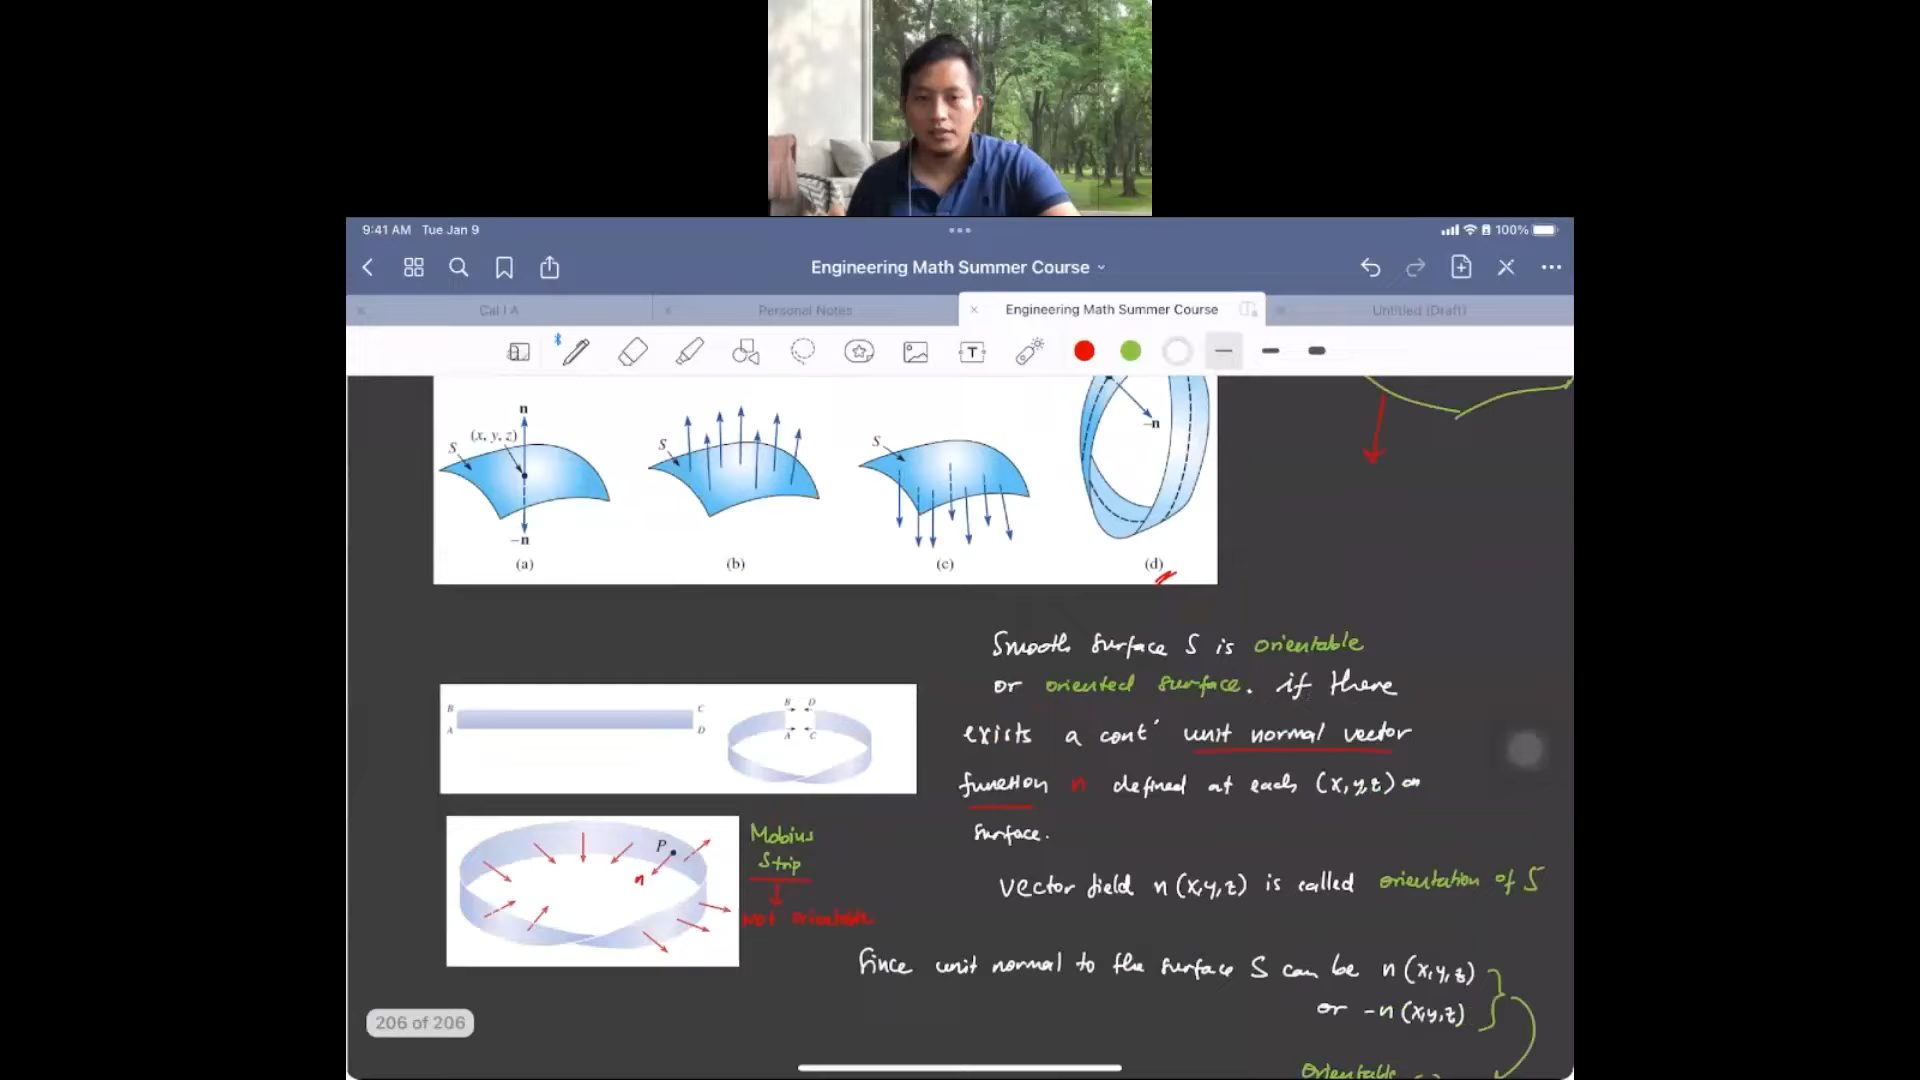 9:41 AM Tue Jan 9
100%
Engineering Math Summer Course
Cal I A
Personal Notes
Engineering Math Summer Course
Untitled (Draft)
T
n
(x, y, z)
S
−n
(a)
S
(b)
S
(c)
−n
(d)
Smooth surface S is orientable
or oriented surface. if there
exists a cont' unit normal vector
function n defined at each (x,y,z) on
surface.
B C
A D
B D
A C
P
n
Mobius
Strip
Not orientable
vector field n(x,y,z) is called orientation of S
Since unit normal to the surface S can be n(x,y,z)
or -n(x,y,z)
206 of 206
Orientable